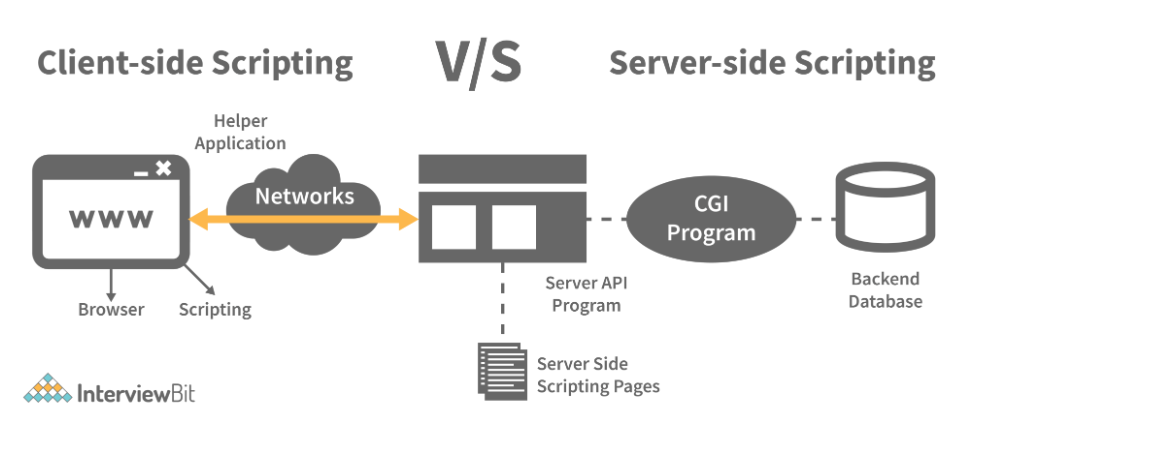 Client-side Scripting
V/S
Server-side Scripting
Helper
Application
Networks
www
Browser
Scripting
CGI
Program
Server API
Program
Backend
Database
Server Side
Scripting Pages
InterviewBit